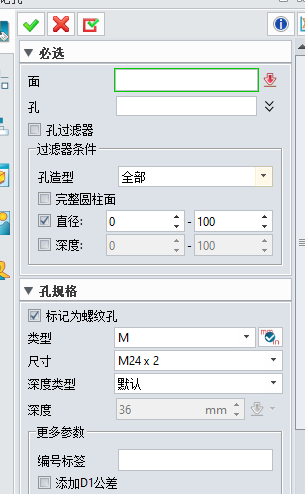 必选
面
孔
孔过滤器
过滤器条件
孔造型 全部
完整圆柱面
直径: 0 - 100
深度: 0 - 100
孔规格
标记为螺纹孔
类型 M
尺寸 M24 x 2
深度类型 默认
深度 36 mm
更多参数
编号标签
添加D1公差